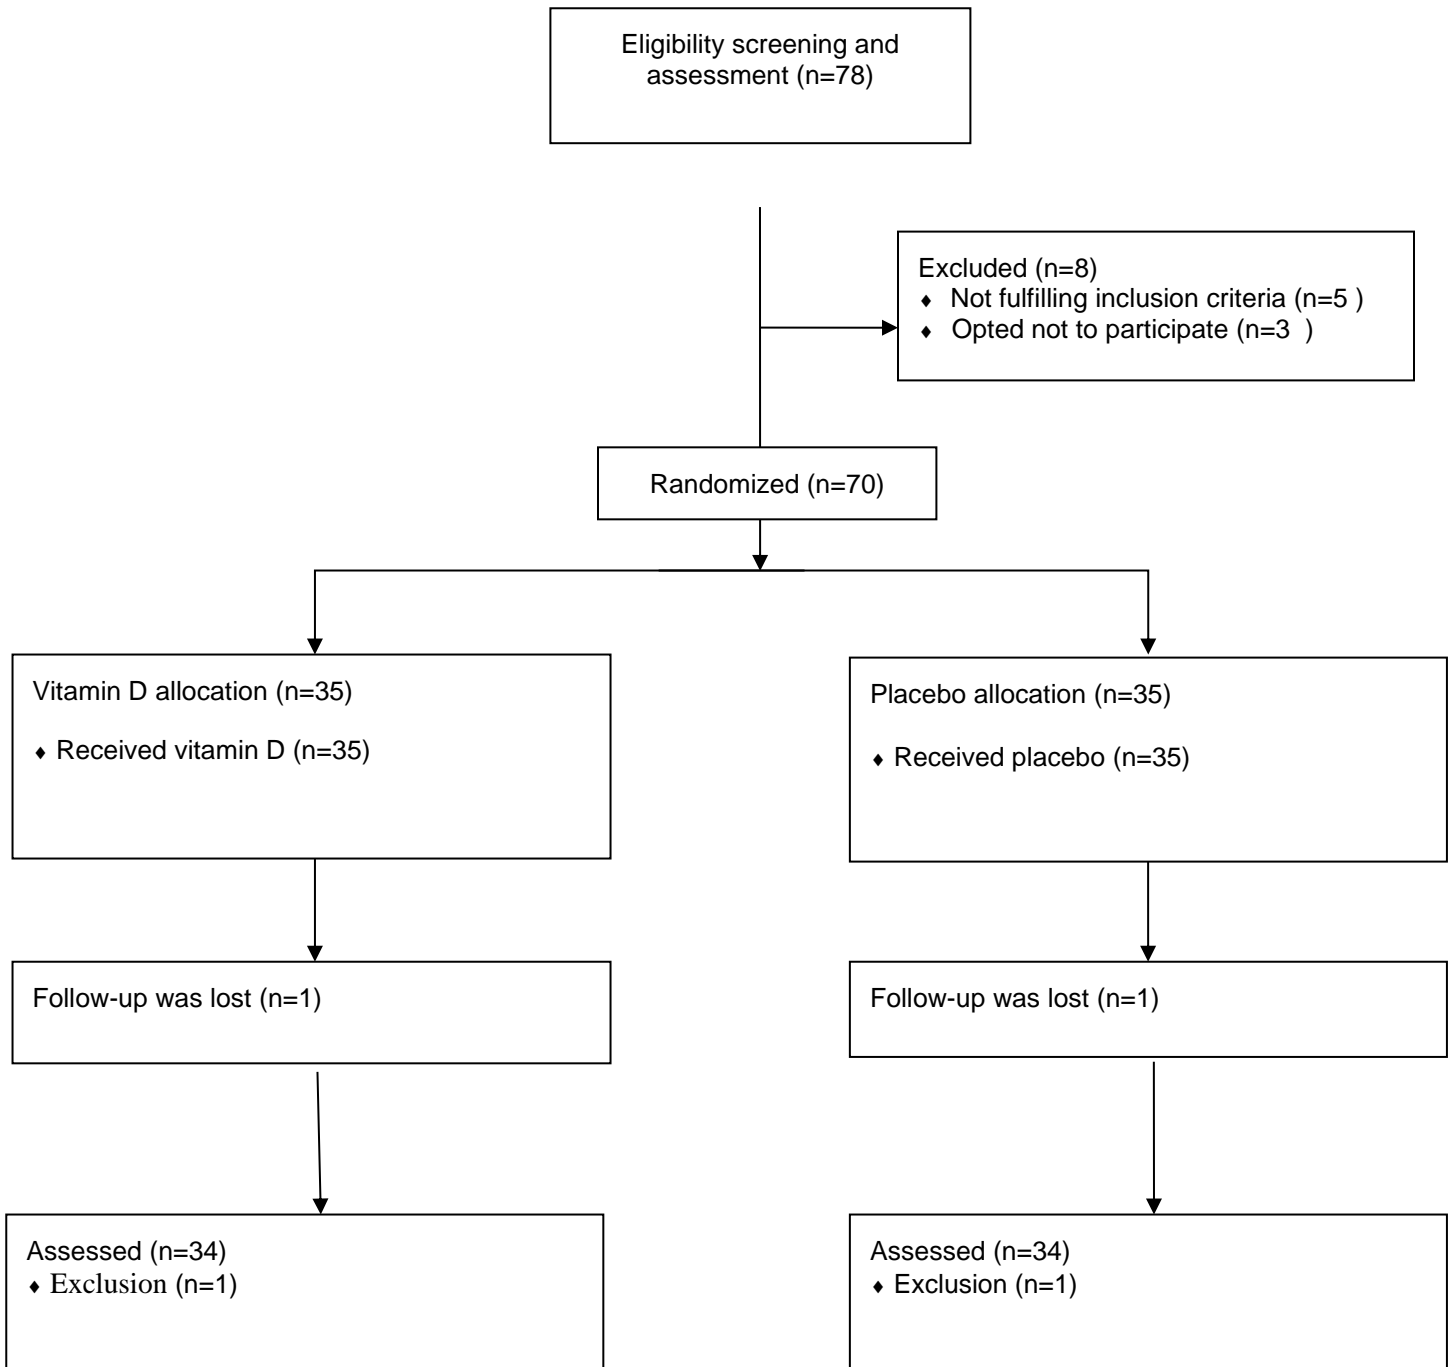 Eligibility screening and
assessment (n=78)
Excluded (n=8)
♦ Not fulfilling inclusion criteria (n=5 )
♦ Opted not to participate (n=3 )
Randomized (n=70)
Vitamin D allocation (n=35)
♦ Received vitamin D (n=35)
Placebo allocation (n=35)
♦ Received placebo (n=35)
Follow-up was lost (n=1)
Follow-up was lost (n=1)
Assessed (n=34)
♦ Exclusion (n=1)
Assessed (n=34)
♦ Exclusion (n=1)